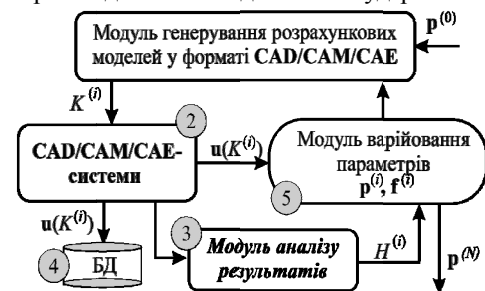 Модуль генерування розрахункових
моделей у форматі CAD/CAM/CAE
p⁽⁰⁾
K⁽ⁱ⁾
2
CAD/CAM/CAE-
системи
u(K⁽ⁱ⁾)
Модуль варійовання
параметрів
p⁽ⁱ⁾, f⁽ⁱ⁾
5
u(K⁽ⁱ⁾)
3
Модуль аналізу
результатів
H⁽ⁱ⁾
p⁽ᴺ⁾
4
БД